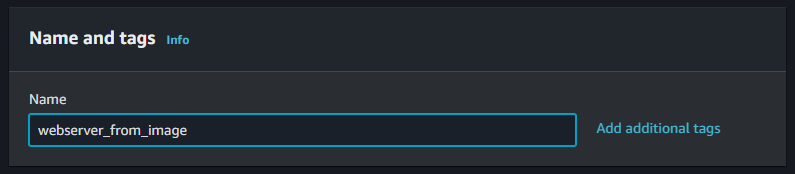 Name and tags Info
Name
webserver_from_image
Add additional tags